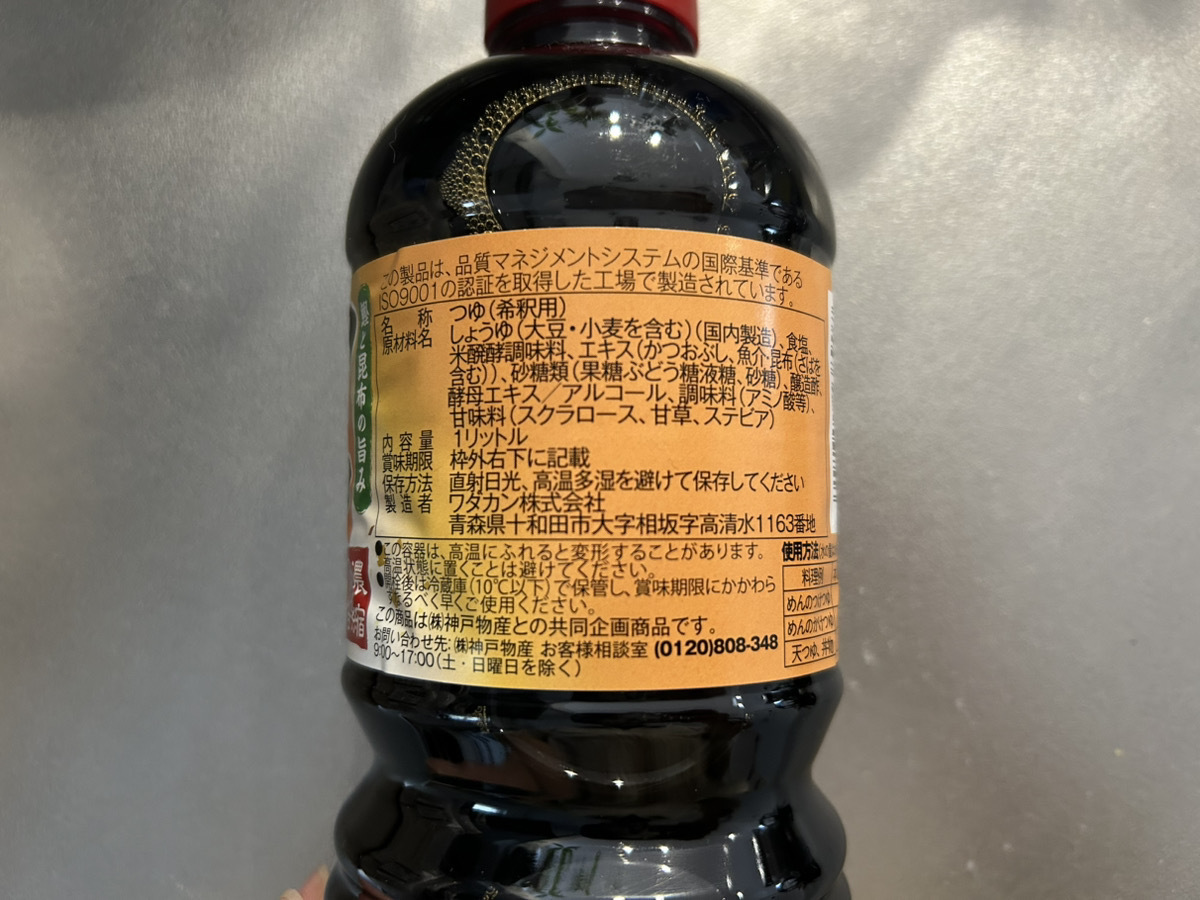 この製品は、品質マネジメントシステムの国際基準である
ISO9001の認証を取得した工場で製造されています。
名称 つゆ(希釈用)
原材料名 しょうゆ(大豆・小麦を含む)(国内製造)、食塩、
米醗酵調味料、エキス(かつおぶし、魚介、昆布(さばを
含む))、砂糖類(果糖ぶどう糖液糖、砂糖)、醸造酢、
酵母エキス/アルコール、調味料(アミノ酸等)、
甘味料(スクラロース、甘草、ステビア)
内容量 1リットル
賞味期限 枠外右下に記載
保存方法 直射日光、高温多湿を避けて保存してください
製造者 ワダカン株式会社
青森県十和田市大字相坂字高清水1163番地
●この容器は、高温にふれると変形することがあります。
高温状態に置くことは避けてください。
●開栓後は冷蔵庫(10℃以下)で保管し、賞味期限にかかわら
ずなるべく早くご使用ください。
この商品は㈱神戸物産との共同企画商品です。
お問い合わせ先:㈱神戸物産 お客様相談室 (0120)808-348
9:00～17:00(土・日曜日を除く)
と昆布の旨み
濃
縮
使用方法
料理例
めんのつけつゆ
めんのかけつゆ
天つゆ、丼物